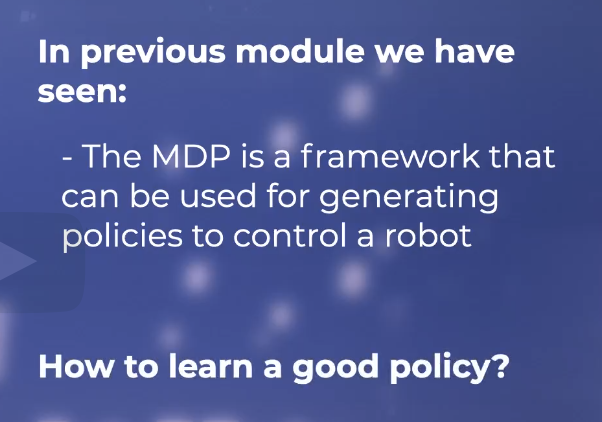 In previous module we have
seen:
- The MDP is a framework that
can be used for generating
policies to control a robot
How to learn a good policy?